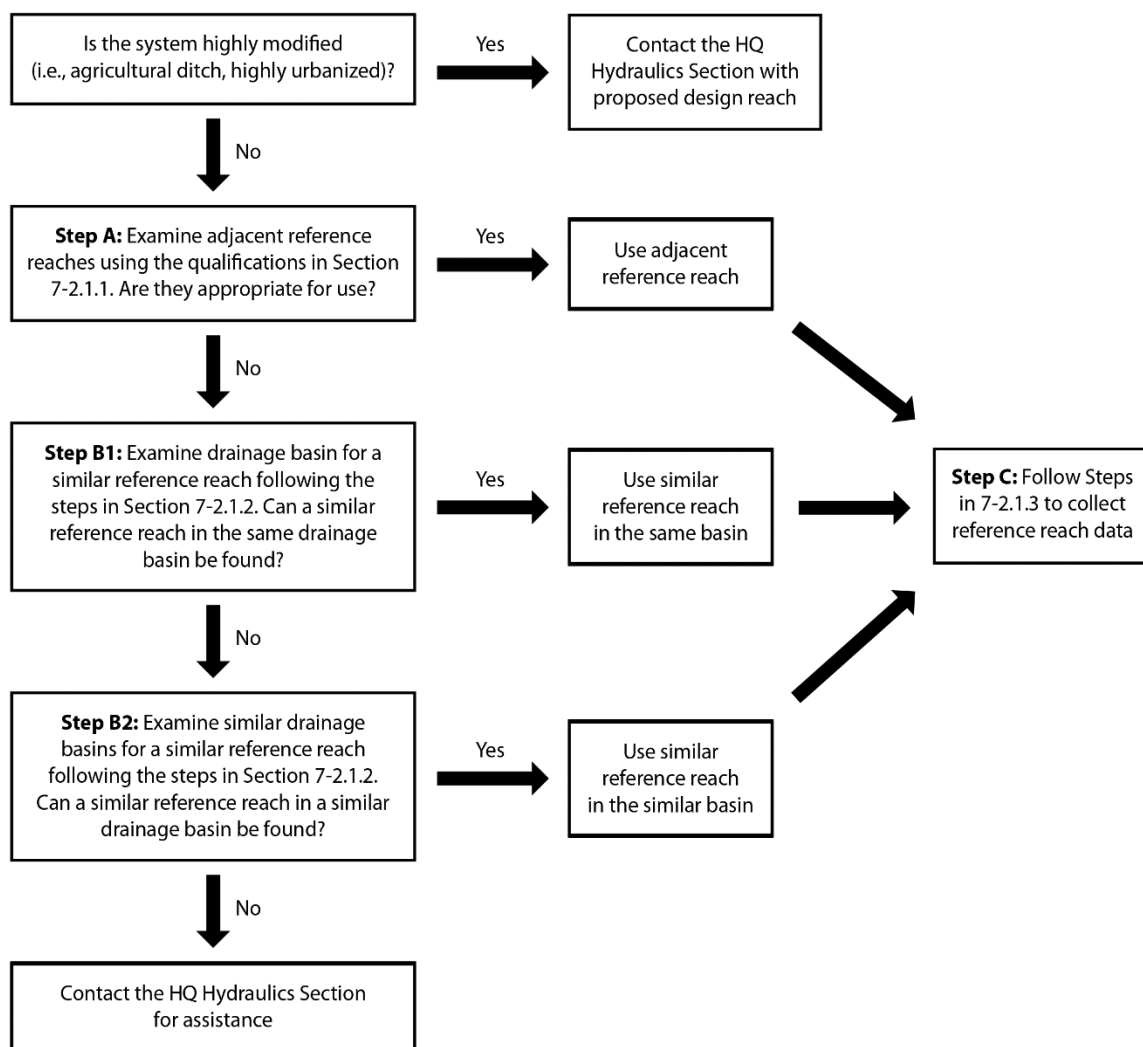 Is the system highly modified
(i.e., agricultural ditch, highly urbanized)?
Yes
Contact the HQ
Hydraulics Section with
proposed design reach
No
Step A: Examine adjacent reference
reaches using the qualifications in Section
7-2.1.1. Are they appropriate for use?
Yes
Use adjacent
reference reach
No
Step B1: Examine drainage basin for a
similar reference reach following the
steps in Section 7-2.1.2. Can a similar
reference reach in the same drainage
basin be found?
Yes
Use similar
reference reach
in the same basin
Step C: Follow Steps
in 7-2.1.3 to collect
reference reach data
No
Step B2: Examine similar drainage
basins for a similar reference reach
following the steps in Section 7-2.1.2.
Can a similar reference reach in a similar
drainage basin be found?
Yes
Use similar
reference reach
in the similar basin
No
Contact the HQ Hydraulics Section
for assistance